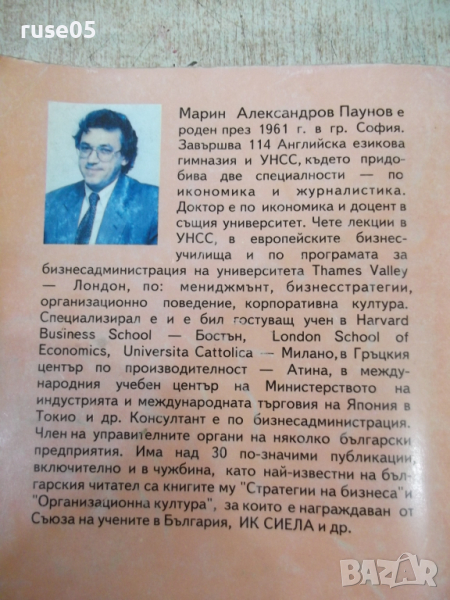 ruse05
Марин Александров Паунов е
роден през 1961 г. в гр. София.
Завършва 114 Английска езикова
гимназия и УНСС, където придо-
бива две специалности — по
икономика и журналистика.
Доктор е по икономика и доцент в
същия университет. Чете лекции в
УНСС, в европейските бизнес-
училища и по програмата за
бизнесадминистрация на университета Thames Valley
— Лондон, по: мениджмънт, бизнесстратегии,
организационно поведение, корпоративна култура.
Специализирал е и е бил гостуващ учен в Harvard
Business School — Бостън, London School of
Economics, Universita Cattolica — Милано, в Гръцкия
център по производителност — Атина, в между-
народния учебен център на Министерството на
индустрията и международната търговия на Япония в
Токио и др. Консултант е по бизнесадминистрация.
Член на управителните органи на няколко български
предприятия. Има над 30 по-значими публикации,
включително и в чужбина, като най-известни на бъл-
гарския читател са книгите му "Стратегии на бизнеса"и
"Организационна култура", за които е награждаван от
Съюза на учените в България, ИК СИЕЛА и др.
BAZAR.bg